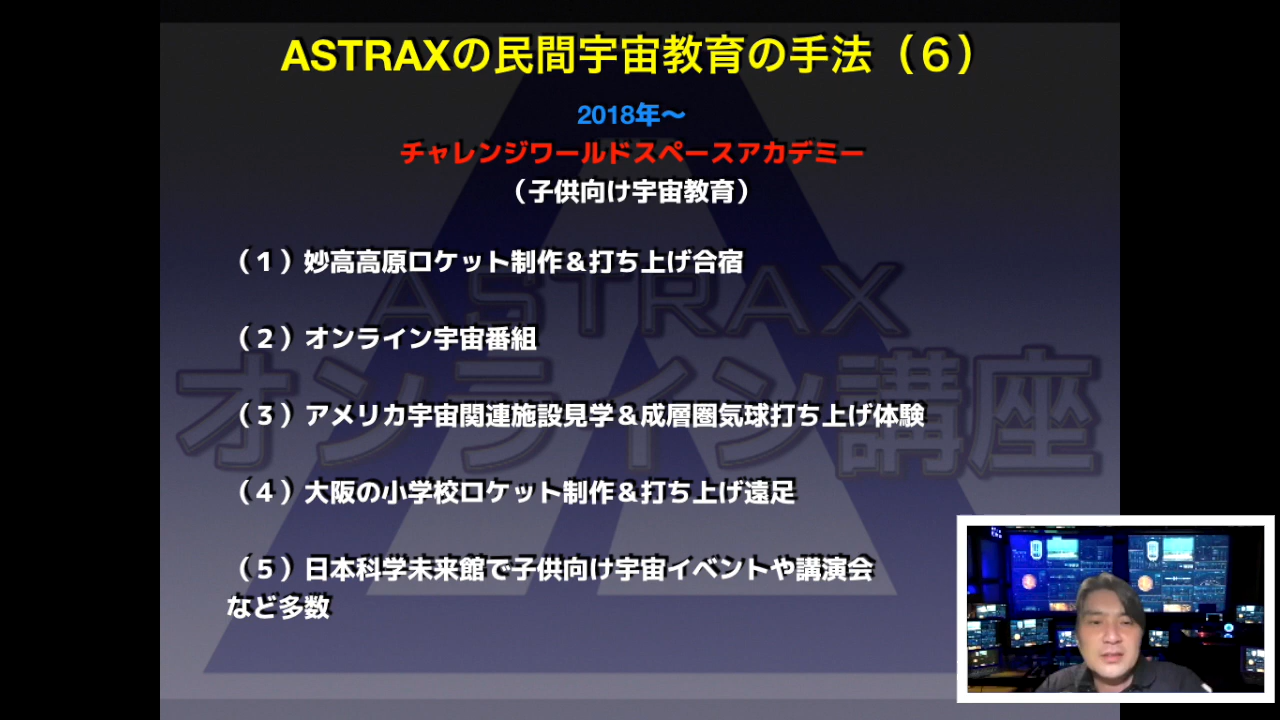 ASTRAXの民間宇宙教育の手法（６）
2018年〜
チャレンジワールドスペースアカデミー
（子供向け宇宙教育）
（１）妙高高原ロケット制作＆打ち上げ合宿
（２）オンライン宇宙番組
（３）アメリカ宇宙関連施設見学＆成層圏気球打ち上げ体験
（４）大阪の小学校ロケット制作＆打ち上げ遠足
（５）日本科学未来館で子供向け宇宙イベントや講演会
など多数
ASTRAX
オンライン講座